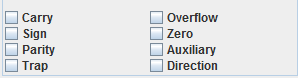 Carry Overflow
Sign Zero
Parity Auxiliary
Trap Direction